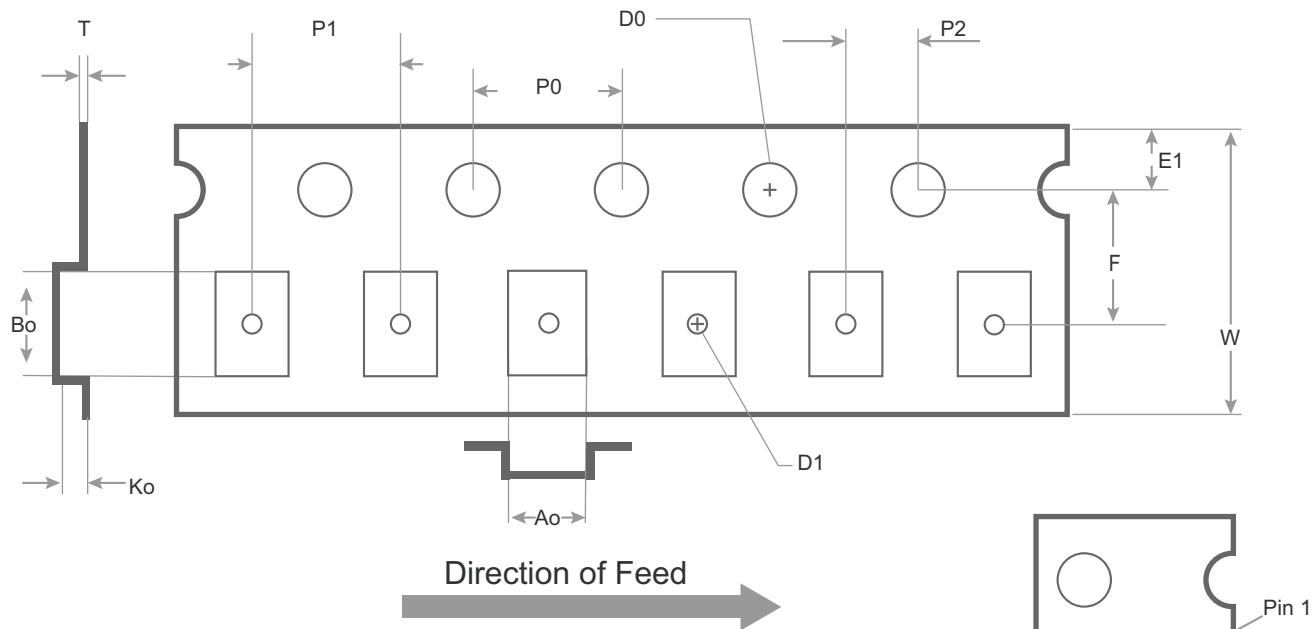 T
P1
D0
P2
P0
E1
F
Bo
W
D1
Ko
Ao
Direction of Feed
Pin 1